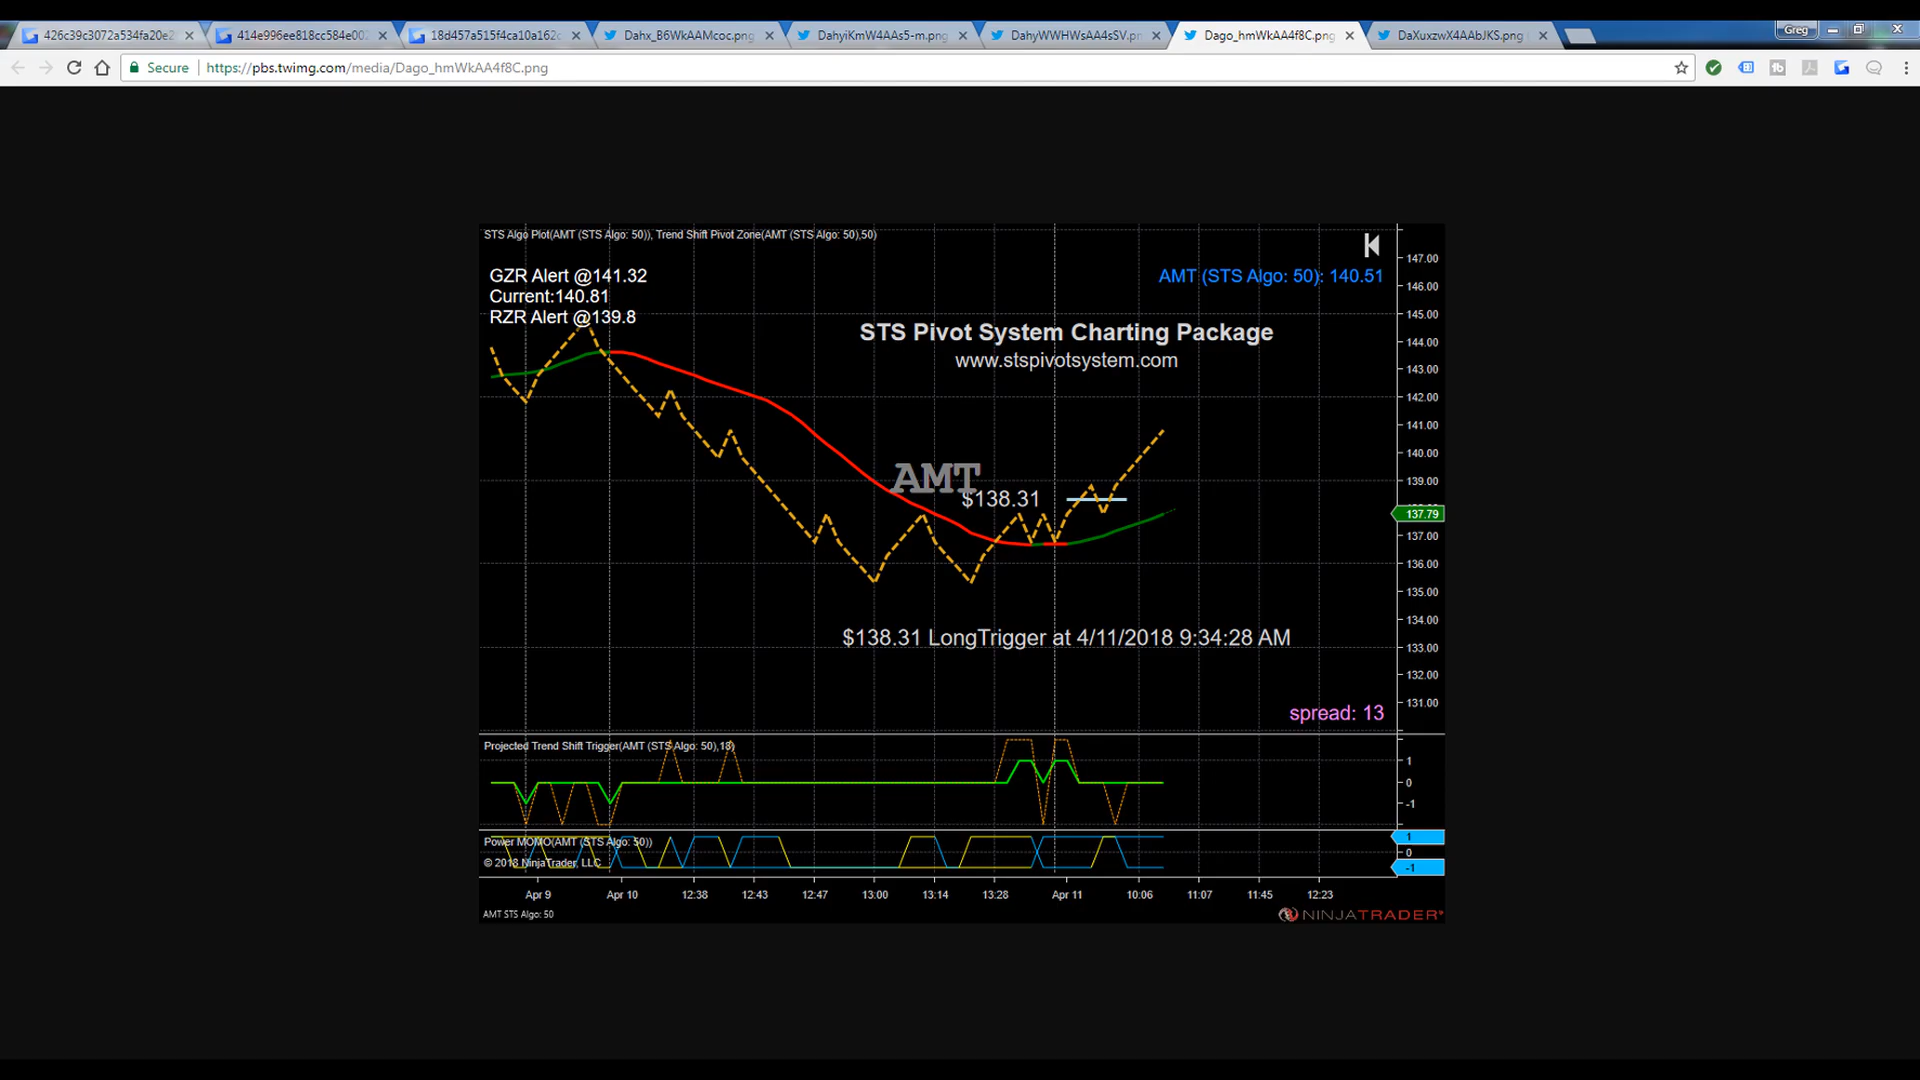 426c39c3072a534fa20e2
414e996ee818cc584e002
18d457a515f4ca10a162c
Dahx_B6WkAAMcoc.png
DahyiKmW4AAs5-m.png
DahyWWHWsAA4sSV.pn
Dago_hmWkAA4f8C.png
DaXuxzwX4AAbJKS.png
Greg
Secure
https://pbs.twimg.com/media/Dago_hmWkAA4f8C.png
STS Algo Plot(AMT (STS Algo: 50)), Trend Shift Pivot Zone(AMT (STS Algo: 50),50)
GZR Alert @141.32
Current:140.81
RZR Alert @139.8
AMT (STS Algo: 50): 140.51
STS Pivot System Charting Package
www.stspivotsystem.com
AMT
$138.31
$138.31 LongTrigger at 4/11/2018 9:34:28 AM
spread: 13
147.00
146.00
145.00
144.00
143.00
142.00
141.00
140.00
139.00
137.79
137.00
136.00
135.00
134.00
133.00
132.00
131.00
Projected Trend Shift Trigger(AMT (STS Algo: 50),18)
1
0
-1
Power MOMO(AMT (STS Algo: 50))
© 2018 NinjaTrader, LLC
1
0
-1
Apr 9 Apr 10 12:38 12:43 12:47 13:00 13:14 13:28 Apr 11 10:06 11:07 11:45 12:23
AMT STS Algo: 50
NINJATRADER